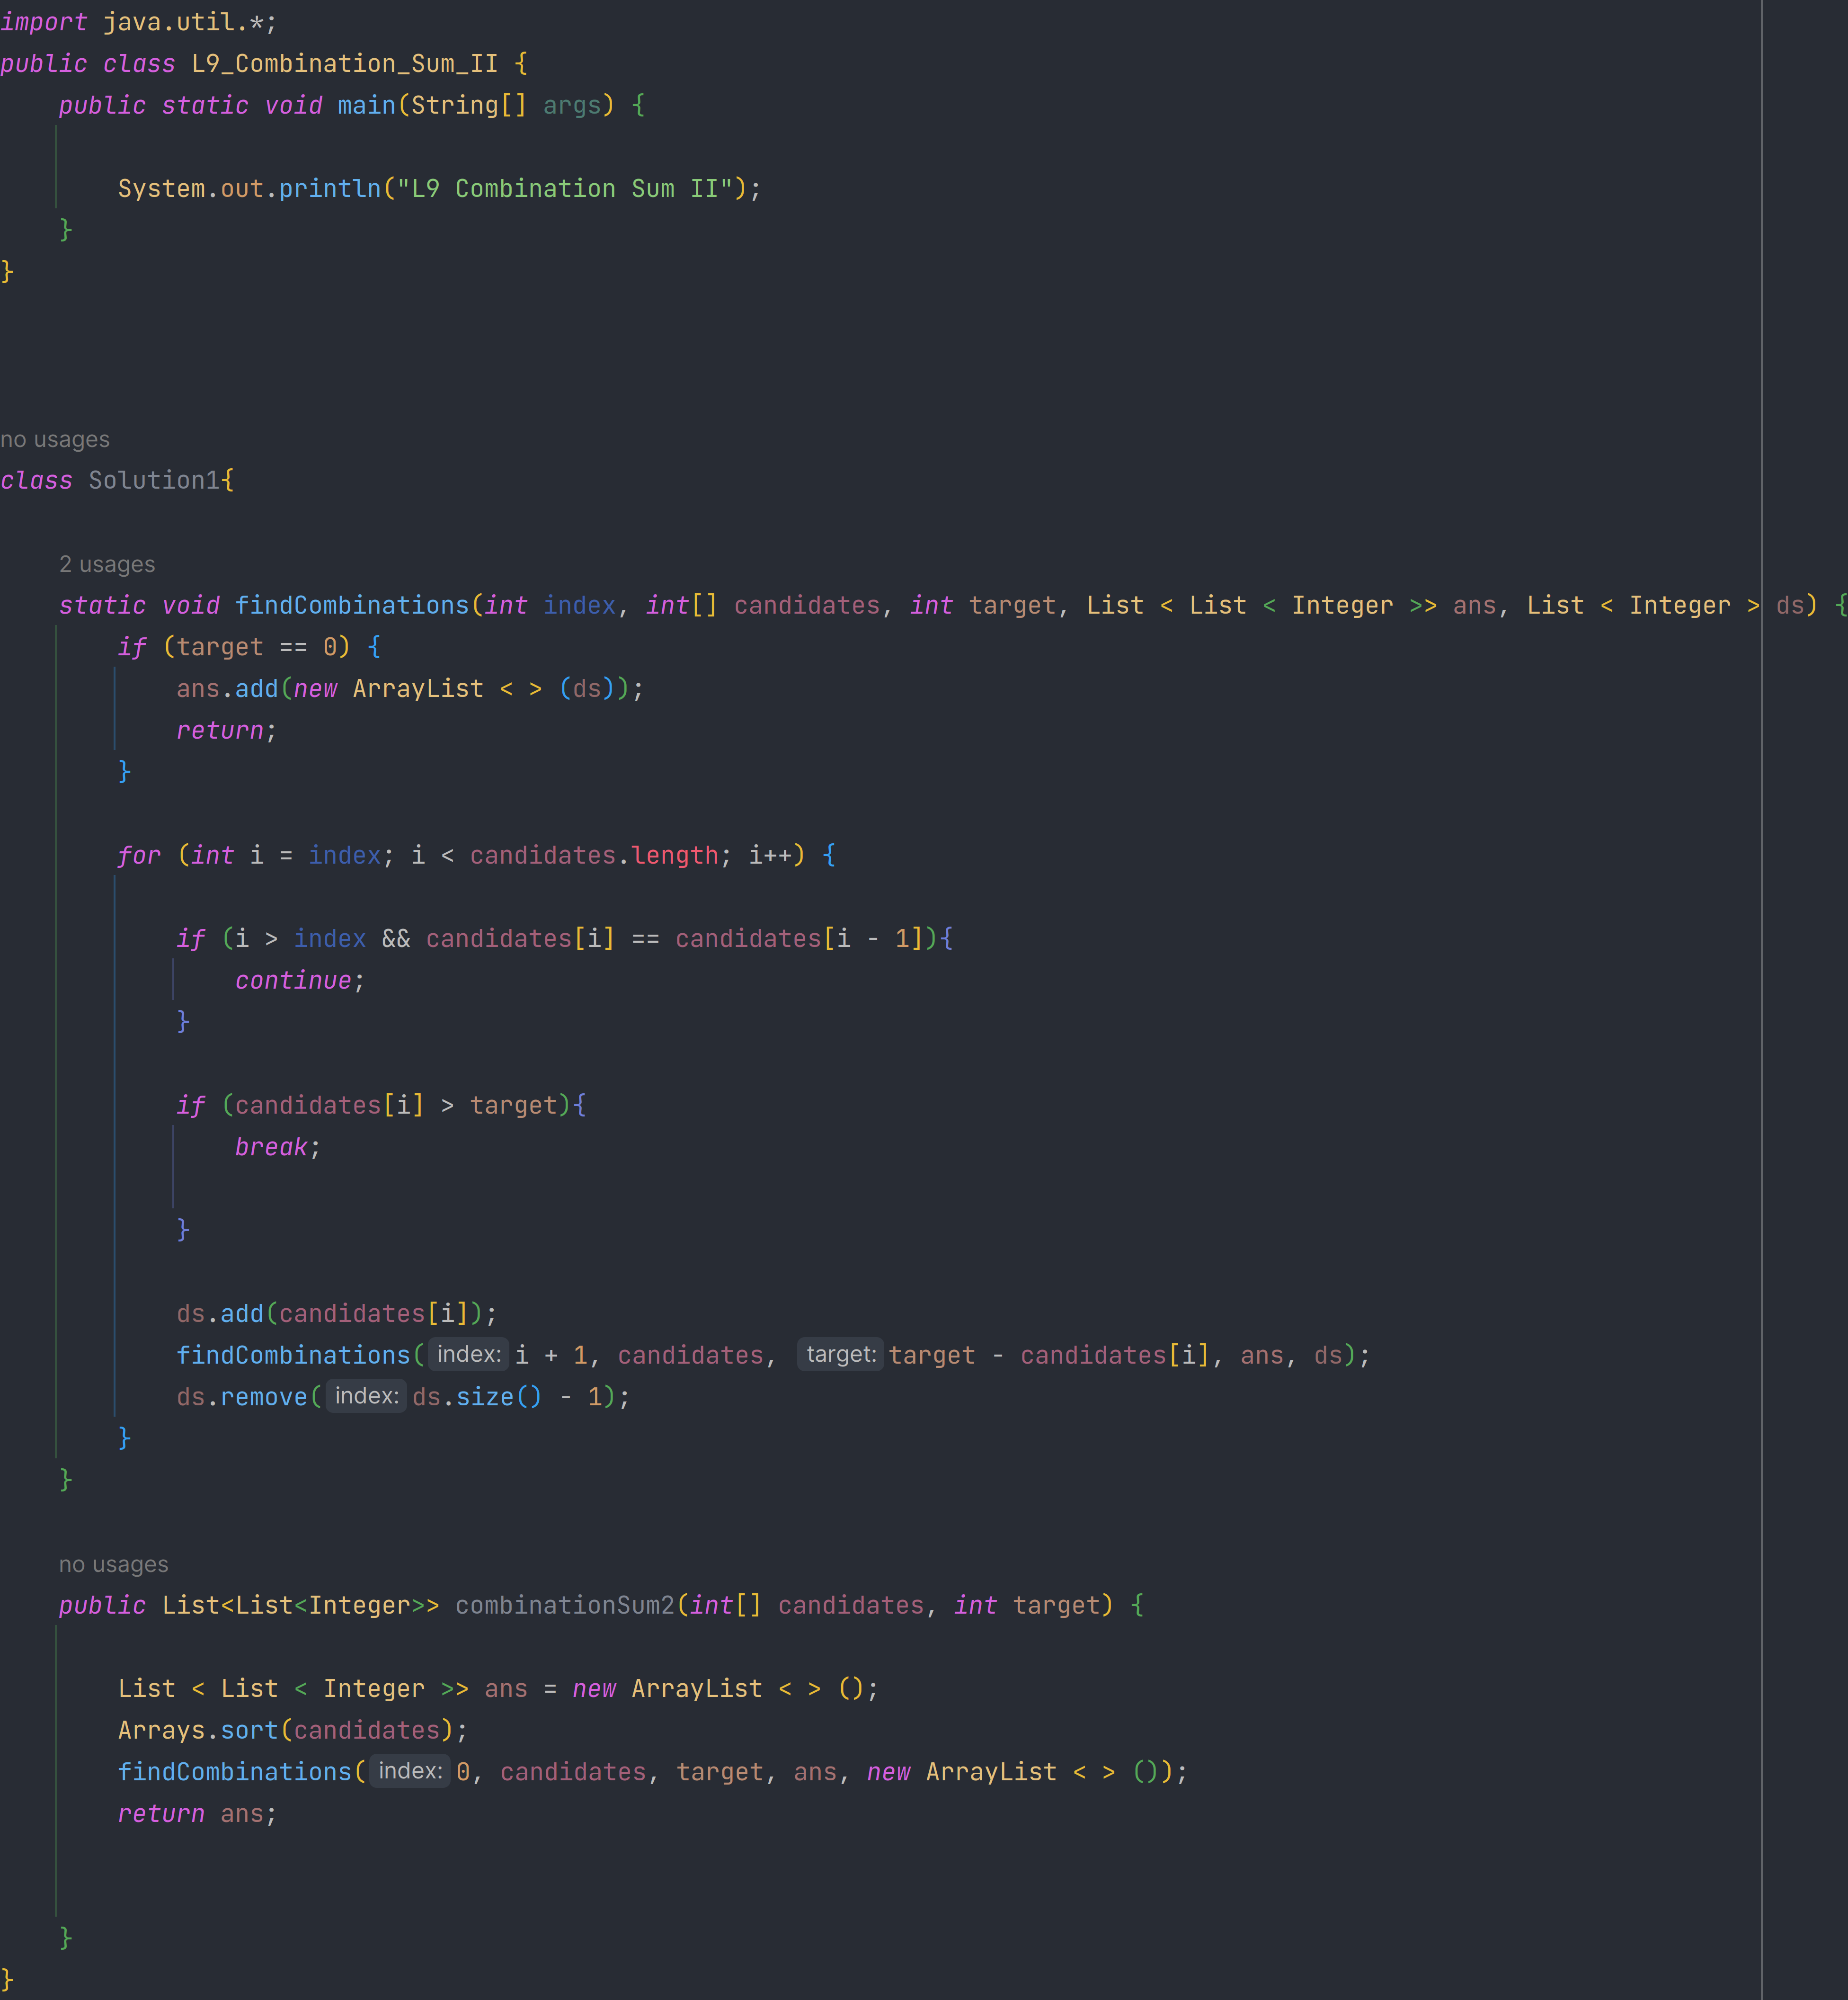 import java.util.*;
public class L9_Combination_Sum_II {
    public static void main(String[] args) {
        System.out.println("L9 Combination Sum II");
    }
}
no usages
class Solution1{
    2 usages
    static void findCombinations(int index, int[] candidates, int target, List < List < Integer >> ans, List < Integer > ds) {
        if (target == 0) {
            ans.add(new ArrayList < > (ds));
            return;
        }
        for (int i = index; i < candidates.length; i++) {
            if (i > index && candidates[i] == candidates[i - 1]){
                continue;
            }
            if (candidates[i] > target){
                break;
            }
            ds.add(candidates[i]);
            findCombinations( index: i + 1, candidates, target: target - candidates[i], ans, ds);
            ds.remove( index: ds.size() - 1);
        }
    }
    no usages
    public List<List<Integer>> combinationSum2(int[] candidates, int target) {
        List < List < Integer >> ans = new ArrayList < > ();
        Arrays.sort(candidates);
        findCombinations( index: 0, candidates, target, ans, new ArrayList < > ());
        return ans;
    }
}